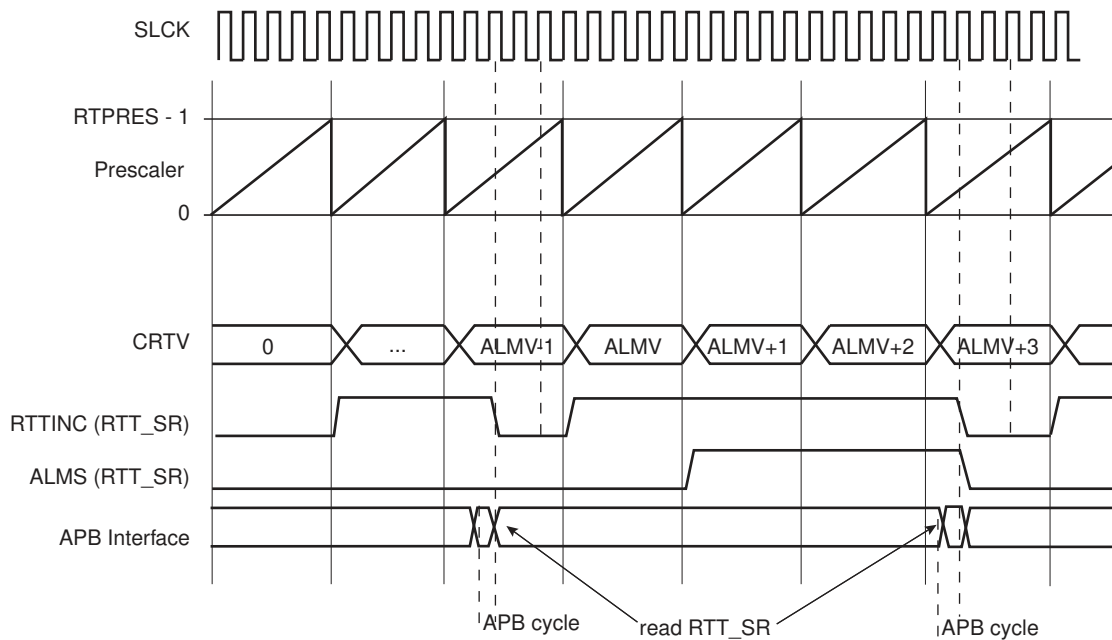 SLCK
RTPRES - 1
Prescaler
0
CRTV
0
...
ALMV-1
ALMV
ALMV+1
ALMV+2
ALMV+3
RTTINC (RTT_SR)
ALMS (RTT_SR)
APB Interface
APB cycle
read RTT_SR
APB cycle